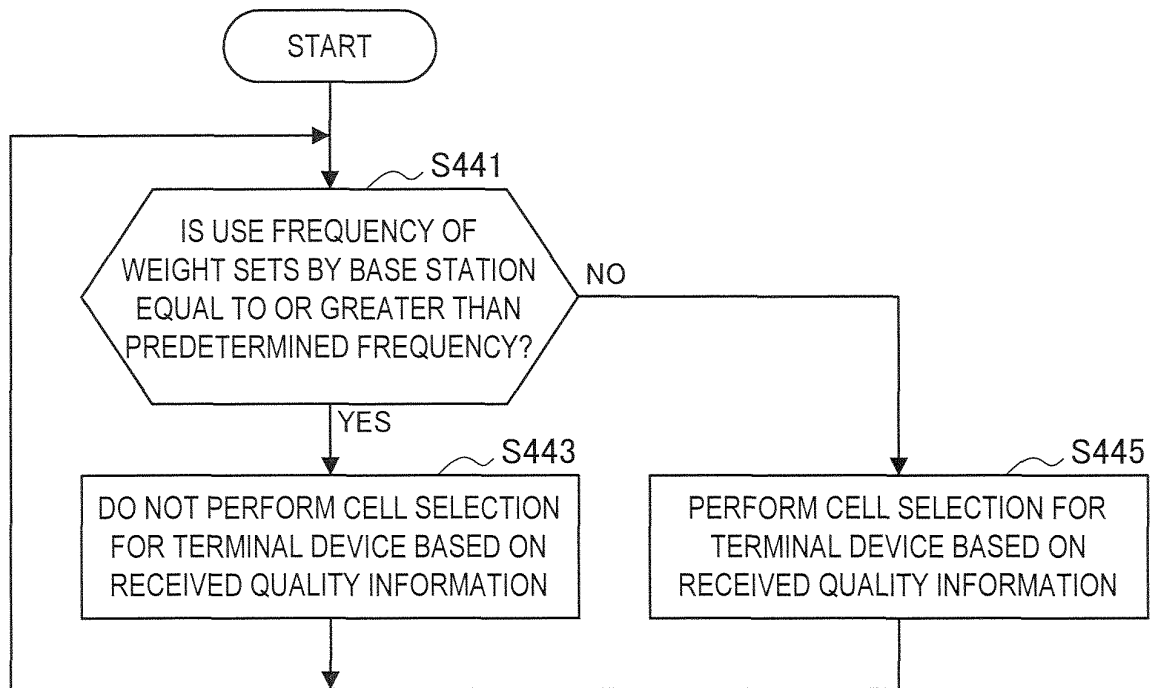 START
S441
IS USE FREQUENCY OF
WEIGHT SETS BY BASE STATION
EQUAL TO OR GREATER THAN
PREDETERMINED FREQUENCY?
NO
YES
S443
DO NOT PERFORM CELL SELECTION
FOR TERMINAL DEVICE BASED ON
RECEIVED QUALITY INFORMATION
S445
PERFORM CELL SELECTION FOR
TERMINAL DEVICE BASED ON
RECEIVED QUALITY INFORMATION